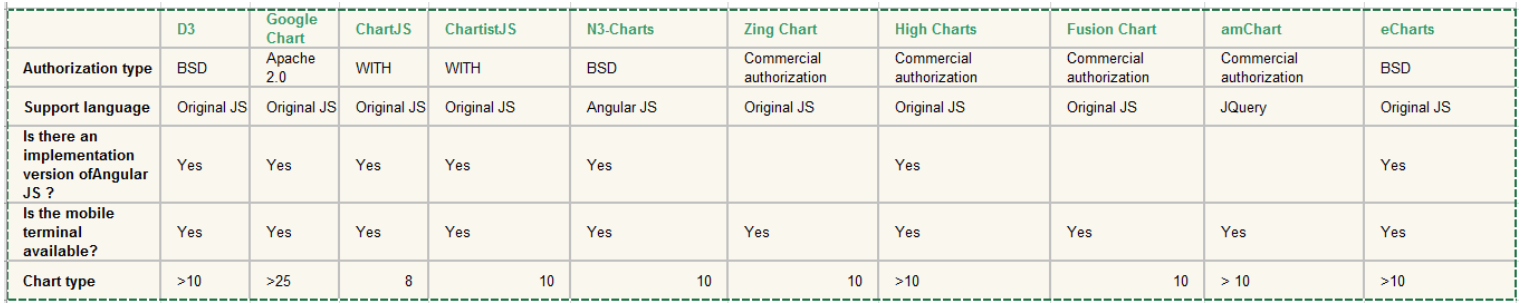 D3 Google Chart ChartJS ChartistJS N3-Charts Zing Chart High Charts Fusion Chart amChart eCharts
Authorization type BSD Apache 2.0 WITH WITH BSD Commercial authorization Commercial authorization Commercial authorization Commercial authorization BSD
Support language Original JS Original JS Original JS Original JS Angular JS Original JS Original JS Original JS JQuery Original JS
Is there an implementation version ofAngular JS ? Yes Yes Yes Yes Yes Yes Yes
Is the mobile terminal available? Yes Yes Yes Yes Yes Yes Yes Yes Yes Yes
Chart type >10 >25 8 10 10 10 >10 10 > 10 >10